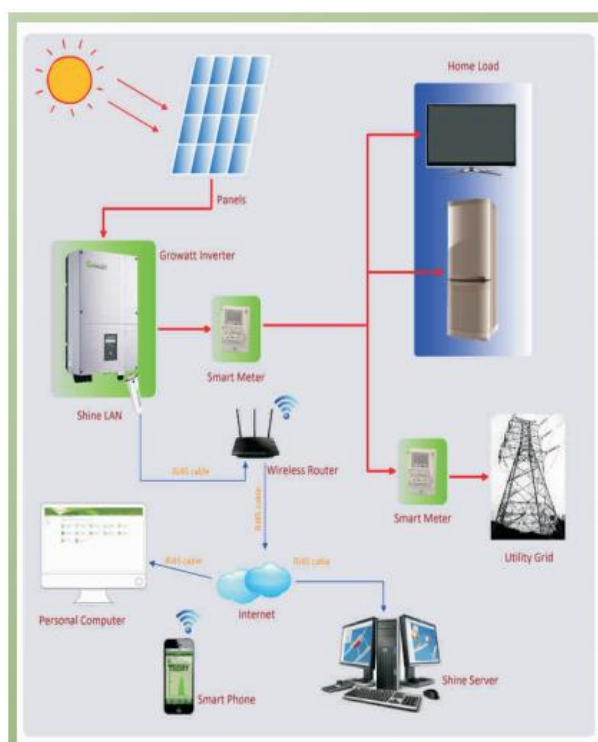 Home Load
Panels
Growatt Inverter
Smart Meter
Shine LAN
RJ45 cable
Wireless Router
RJ45 cable
Smart Meter
Utility Grid
RJ45 cable
RJ45 cable
Personal Computer
Internet
Smart Phone
Shine Server